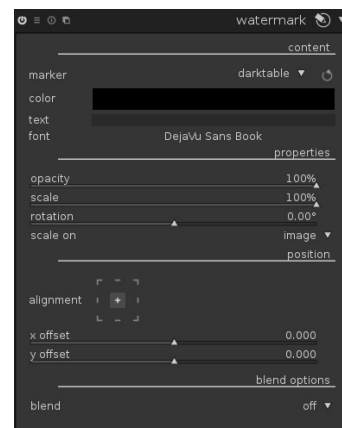 watermark
content
marker darktable
color
text
font DejaVu Sans Book
properties
opacity 100%
scale 100%
rotation 0.00°
scale on image
position
alignment
x offset 0.000
y offset 0.000
blend options
blend off